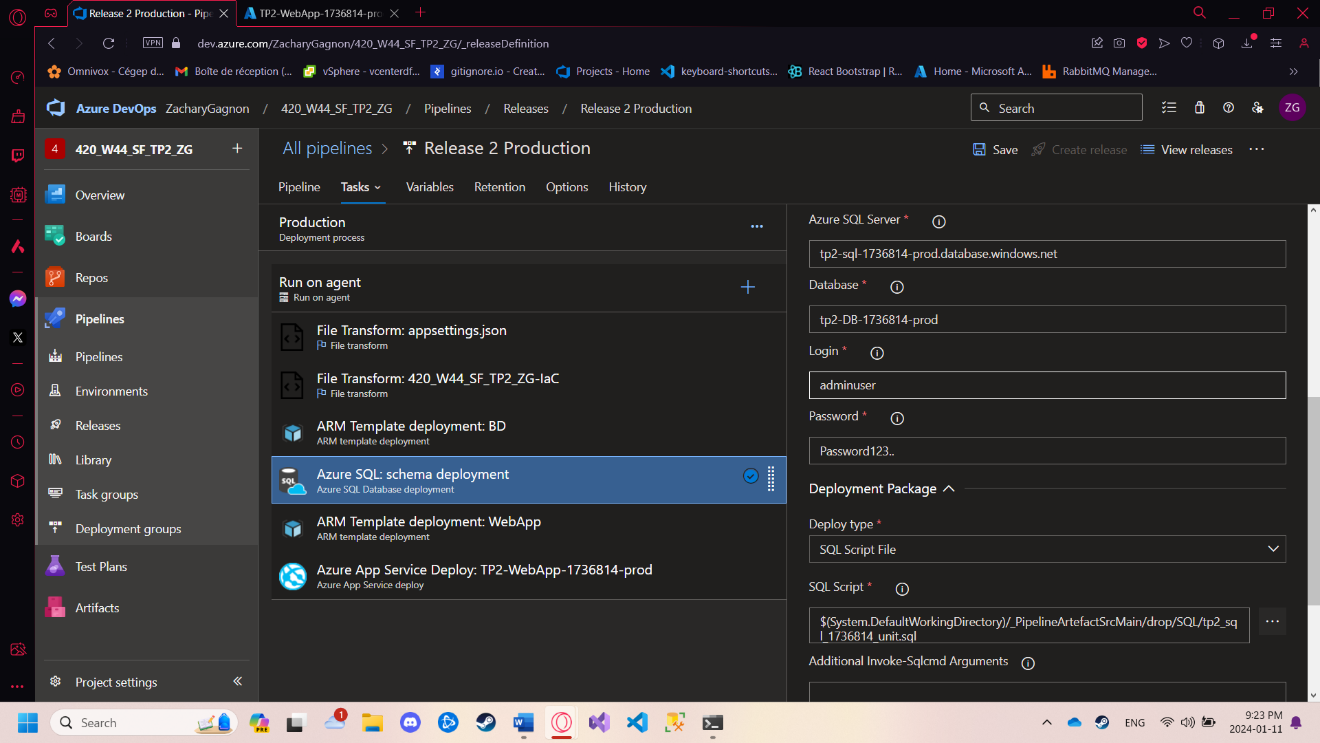 Release 2 Production - Pipe
TP2-WebApp-1736814-pro
VPN
dev.azure.com/ZacharyGagnon/420_W44_SF_TP2_ZG/_releaseDefinition
Omnivox - Cégep d...
Boîte de réception (...
vSphere - vcenterdf...
gitignore.io - Creat...
Projects - Home
keyboard-shortcuts...
React Bootstrap | R...
Home - Microsoft A...
RabbitMQ Manage...
Azure DevOps
ZacharyGagnon / 420_W44_SF_TP2_ZG / Pipelines / Releases / Release 2 Production
Search
ZG
4
420_W44_SF_TP2_ZG
Overview
Boards
Repos
Pipelines
Pipelines
Environments
Releases
Library
Task groups
Deployment groups
Test Plans
Artifacts
Project settings
All pipelines > Release 2 Production
Save
Create release
View releases
Pipeline
Tasks
Variables
Retention
Options
History
Production
Deployment process
Run on agent
Run on agent
File Transform: appsettings.json
File transform
File Transform: 420_W44_SF_TP2_ZG-IaC
File transform
ARM Template deployment: BD
ARM template deployment
Azure SQL: schema deployment
Azure SQL Database deployment
ARM Template deployment: WebApp
ARM template deployment
Azure App Service Deploy: TP2-WebApp-1736814-prod
Azure App Service deploy
Azure SQL Server *
tp2-sql-1736814-prod.database.windows.net
Database *
tp2-DB-1736814-prod
Login *
adminuser
Password *
Password123..
Deployment Package
Deploy type *
SQL Script File
SQL Script *
$(System.DefaultWorkingDirectory)/_PipelineArtefactSrcMain/drop/SQL/tp2_sq
l_1736814_unit.sql
Additional Invoke-Sqlcmd Arguments
Search
PRE
1
ENG
9:23 PM
2024-01-11